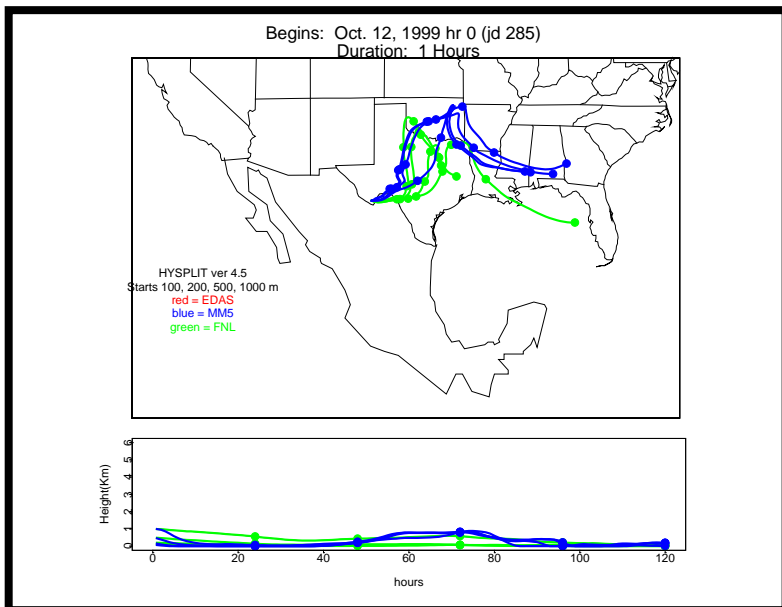 Begins:  Oct. 12, 1999 hr 0 (jd 285)
Duration:  1 Hours
HYSPLIT ver 4.5
Starts 100, 200, 500, 1000 m
red = EDAS
blue = MM5
green = FNL
Height(Km)
6
5
4
3
2
1
0
0 20 40 60 80 100 120
hours